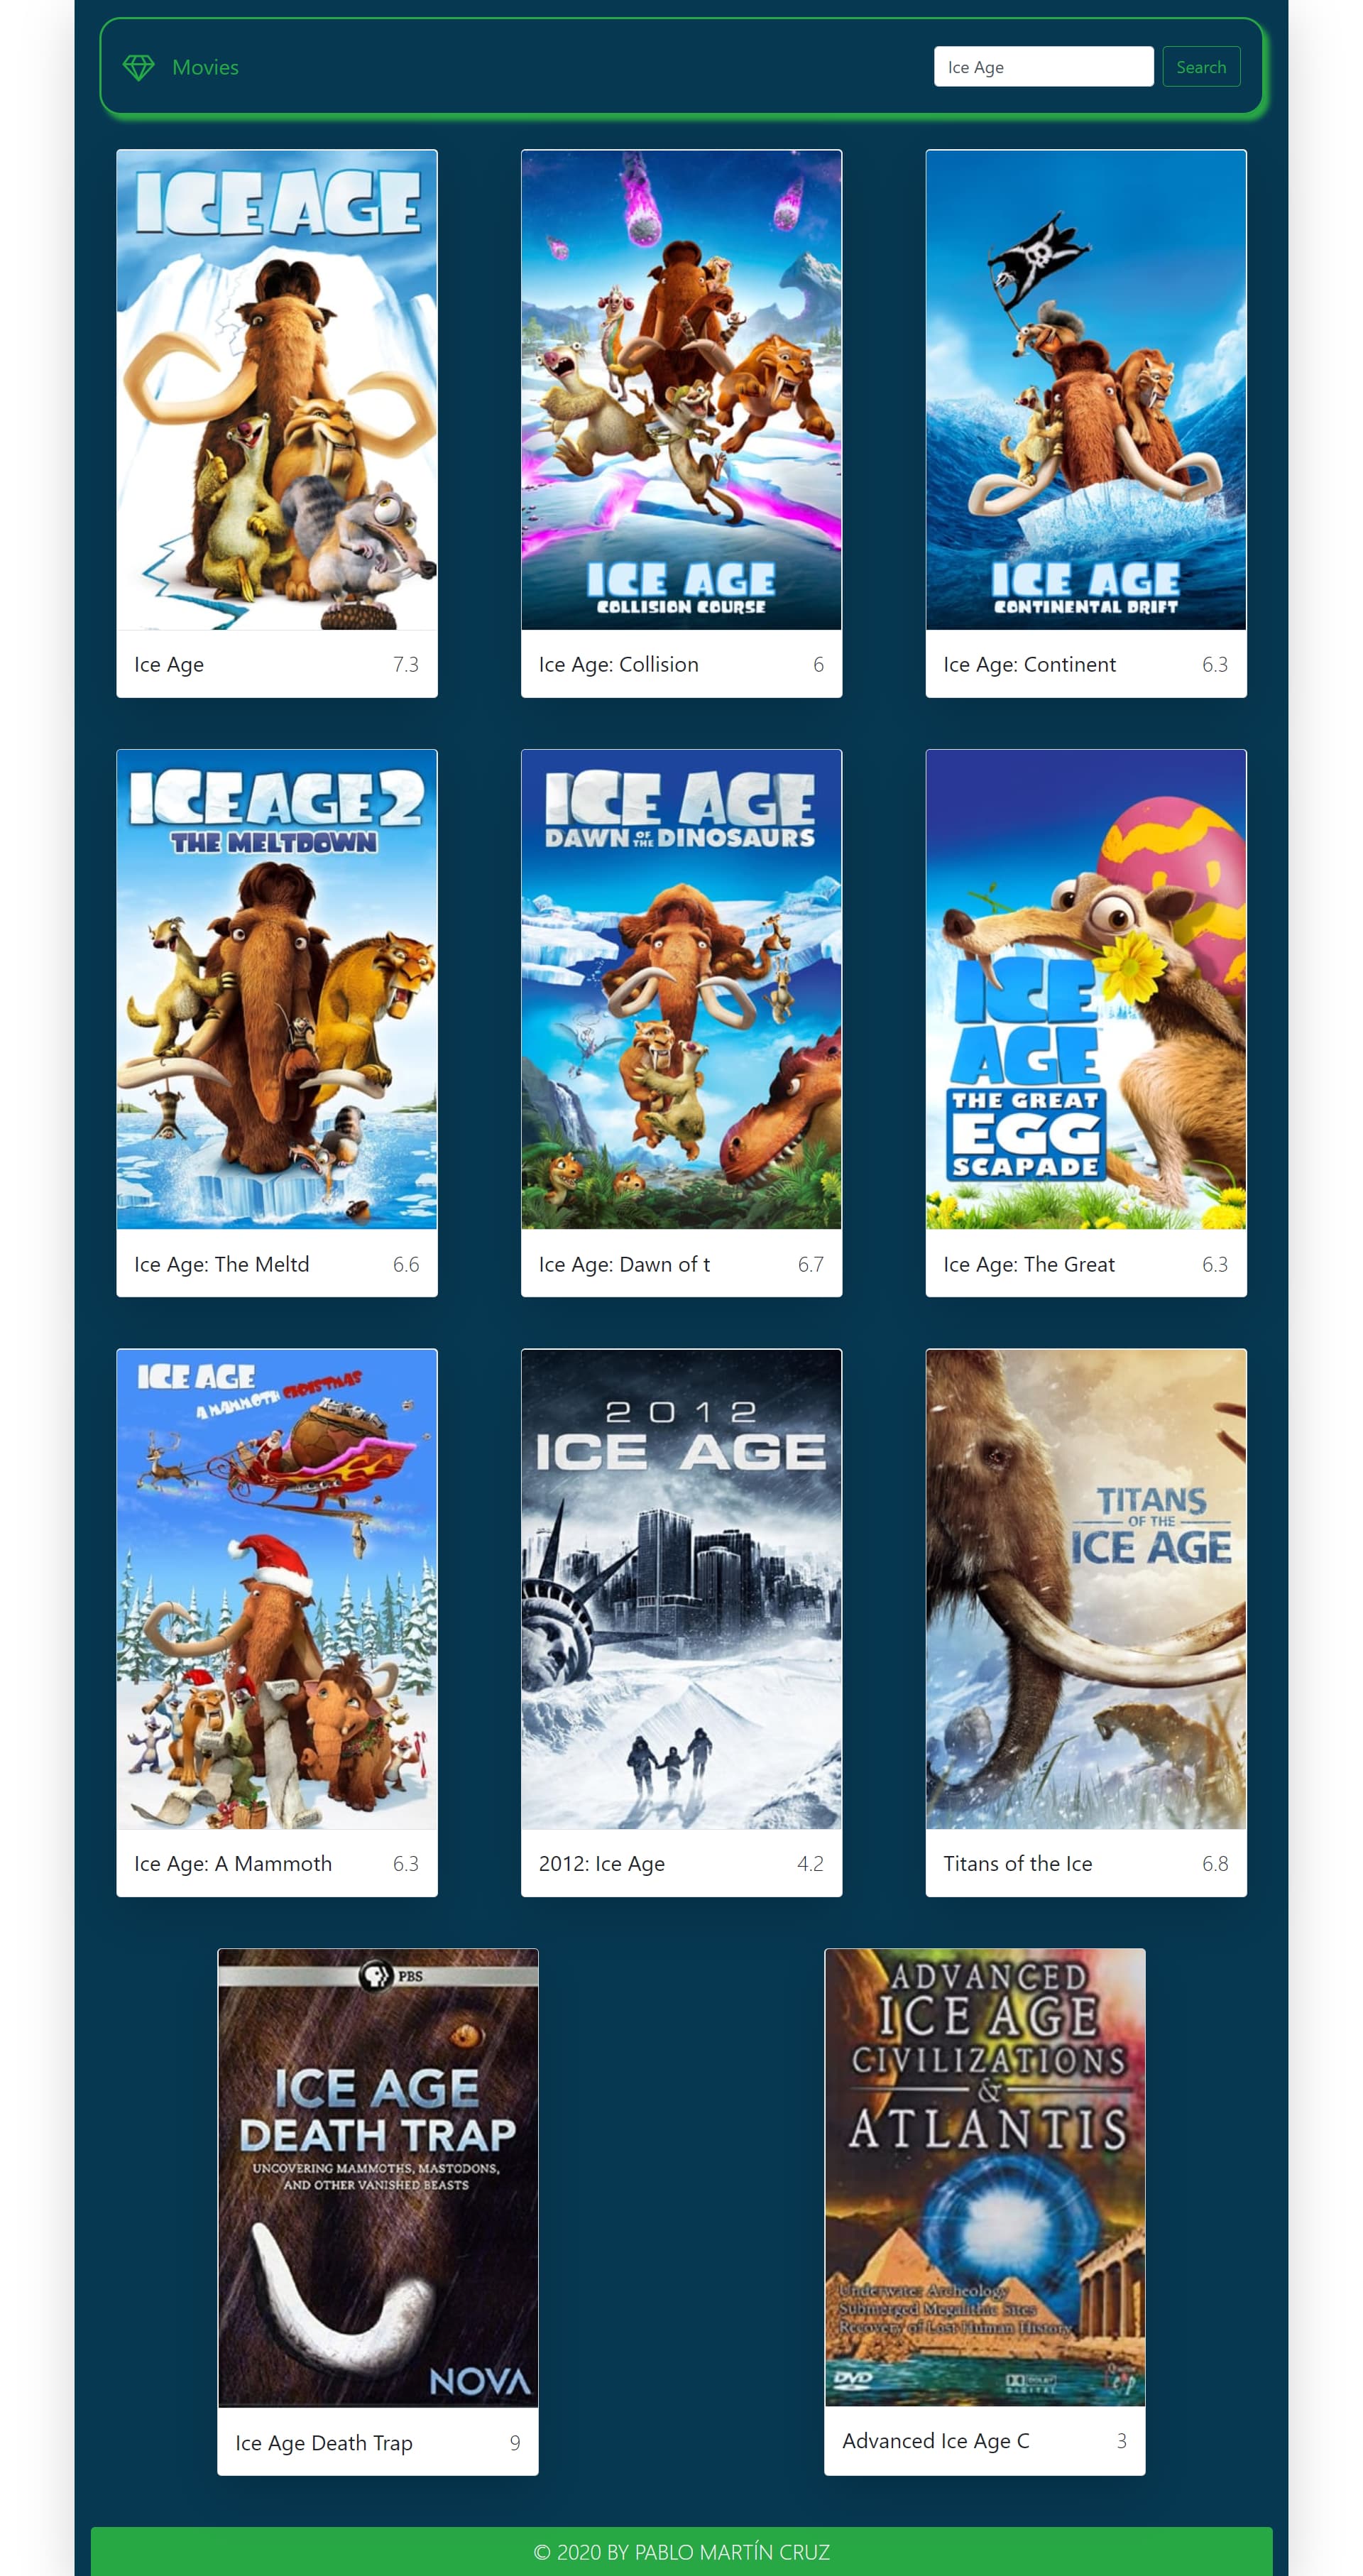 Movies
Ice Age
Search
ICE AGE
ICE AGE
COLLISION COURSE
ICE AGE
CONTINENTAL DRIFT
Ice Age 7.3
Ice Age: Collision 6
Ice Age: Continent 6.3
ICE AGE 2
THE MELTDOWN
ICE AGE
DAWN OF THE DINOSAURS
ICE
AGE
THE GREAT
EGG
SCAPADE
Ice Age: The Meltd 6.6
Ice Age: Dawn of t 6.7
Ice Age: The Great 6.3
ICE AGE
A MAMMOTH CHRISTMAS
2012
ICE AGE
TITANS
OF THE
ICE AGE
Ice Age: A Mammoth 6.3
2012: Ice Age 4.2
Titans of the Ice 6.8
PBS
ICE AGE
DEATH TRAP
UNCOVERING MAMMOTHS, MASTODONS,
AND OTHER VANISHED BEASTS
NOVA
ADVANCED
ICE AGE
CIVILIZATIONS
&
ATLANTIS
Underwater Archeology
Submerged Megalithic Sites
Recovery of Lost Human History
DVD
DOLBY
DIGITAL
Ice Age Death Trap 9
Advanced Ice Age C 3
© 2020 BY PABLO MARTÍN CRUZ